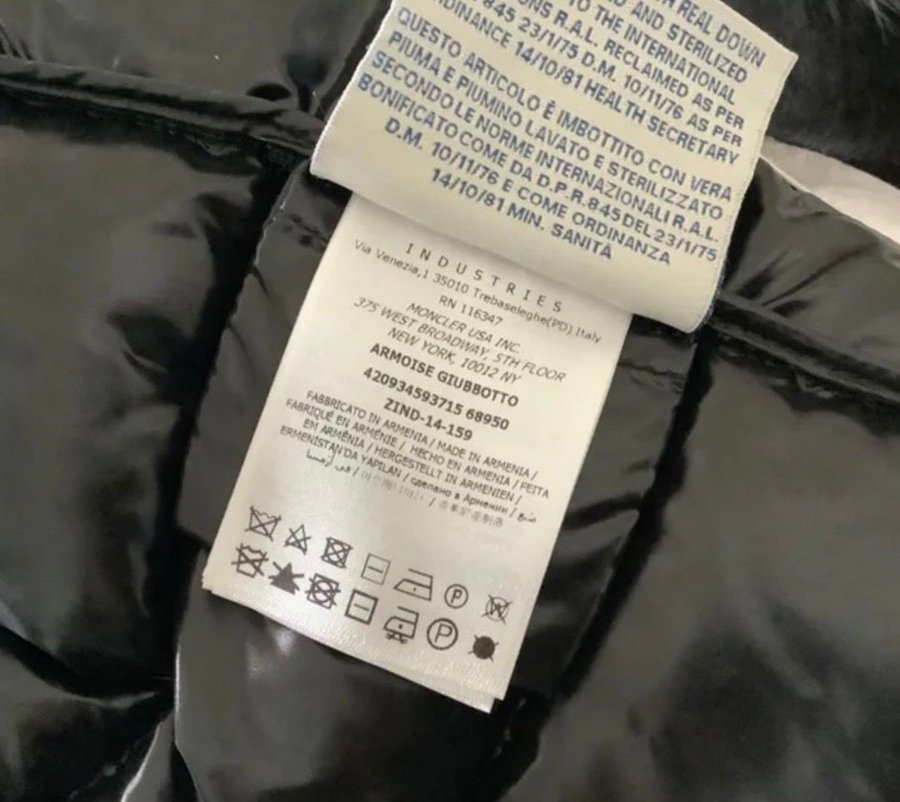 REAL DOWN
AND STERILIZED
TO THE INTERNATIONAL
R.A.L. RECLAIMED AS PER
845 23/1/75 D.M. 10/11/76 AS PER
14/10/81 HEALTH SECRETARY
QUESTO ARTICOLO È IMBOTTITO CON VERA
PIUMA E PIUMINO LAVATO E STERILIZZATO
SECONDO LE NORME INTERNAZIONALI R.A.L.
BONIFICATO COME DA D.P.R.845 DEL 23/1/75
D.M. 10/11/76 E COME ORDINANZA
14/10/81 MIN. SANITÀ
INDUSTRIES
Via Venezia,1 35010 Trebaseleghe(PD) Italy
RN 116347
MONCLER USA INC
375 WEST BROADWAY, 5TH FLOOR
NEW YORK, 10012 NY
ARMOISE GIUBBOTTO
420934593715 68950
ZIND-14-159
FABBRICATO IN ARMENIA / MADE IN ARMENIA /
FABRIQUÉ EN ARMÉNIE / HECHO EN ARMENIA / FEITA
EM ARMÊNIA / HERGESTELLT IN ARMENIEN /
ERMENISTAN'DA YAPILAN / сделано в Армении / صنع
في أرمينيا /
P
P